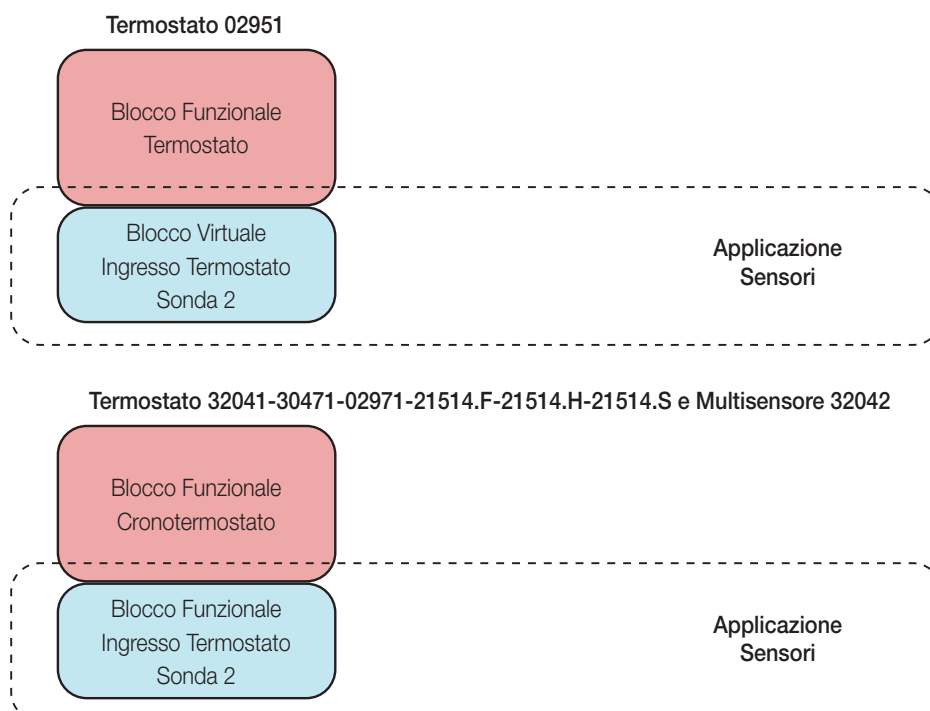 Termostato 02951
Blocco Funzionale
Termostato
Blocco Virtuale
Ingresso Termostato
Sonda 2
Applicazione
Sensori
Termostato 32041-30471-02971-21514.F-21514.H-21514.S e Multisensore 32042
Blocco Funzionale
Cronotermostato
Blocco Funzionale
Ingresso Termostato
Sonda 2
Applicazione
Sensori